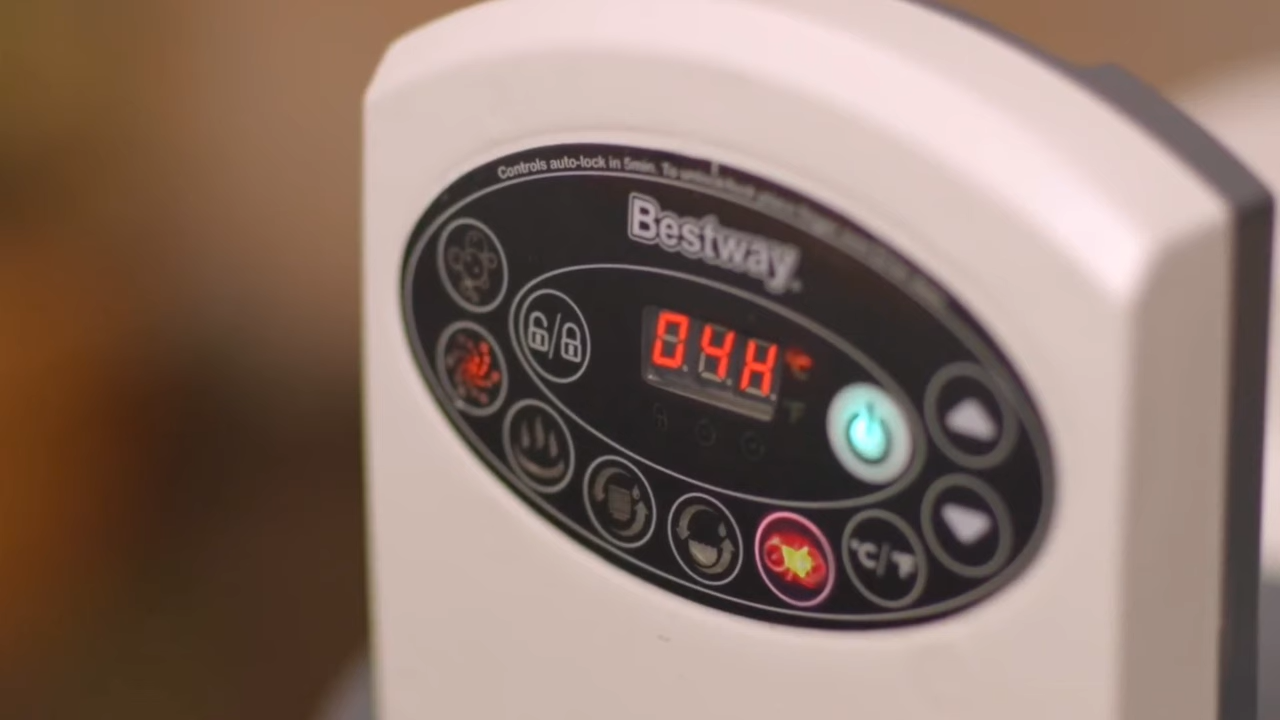 Controls auto-lock in 5min. To
Bestway
04H
°C
°F
°C/°F